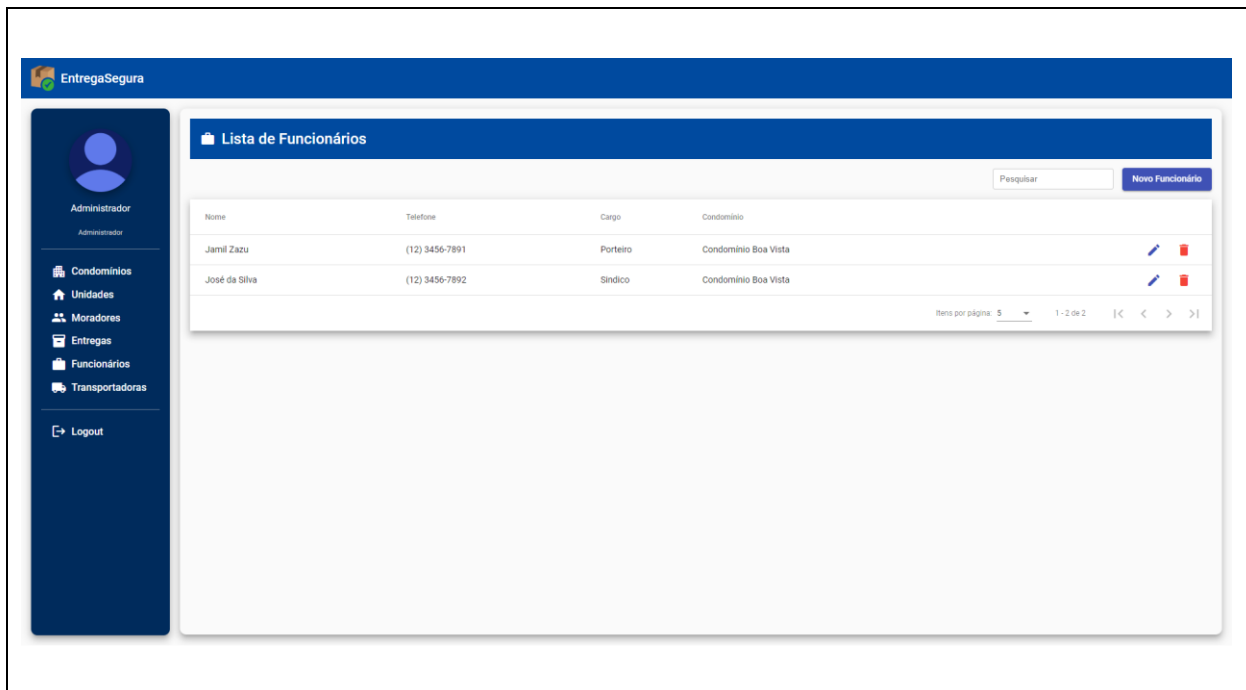 EntregaSegura
Administrador
Administrador
Condomínios
Unidades
Moradores
Entregas
Funcionários
Transportadoras
Logout
Lista de Funcionários
Pesquisar
Novo Funcionário
Nome Telefone Cargo Condomínio
Jamil Zazu (12) 3456-7891 Porteiro Condomínio Boa Vista
José da Silva (12) 3456-7892 Síndico Condomínio Boa Vista
Itens por página: 5 1 - 2 de 2